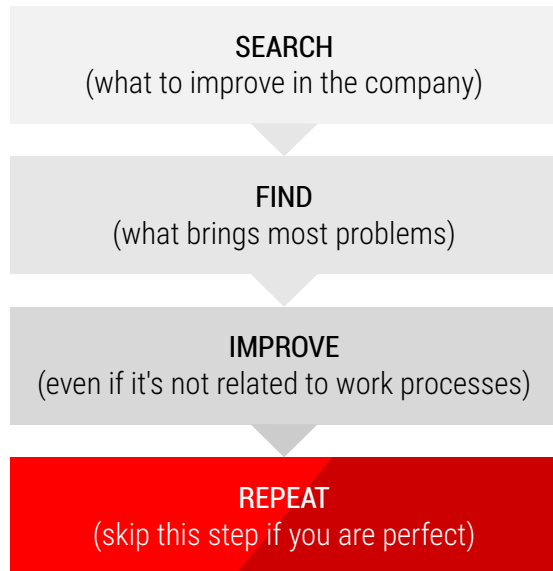 SEARCH
(what to improve in the company)
FIND
(what brings most problems)
IMPROVE
(even if it's not related to work processes)
REPEAT
(skip this step if you are perfect)